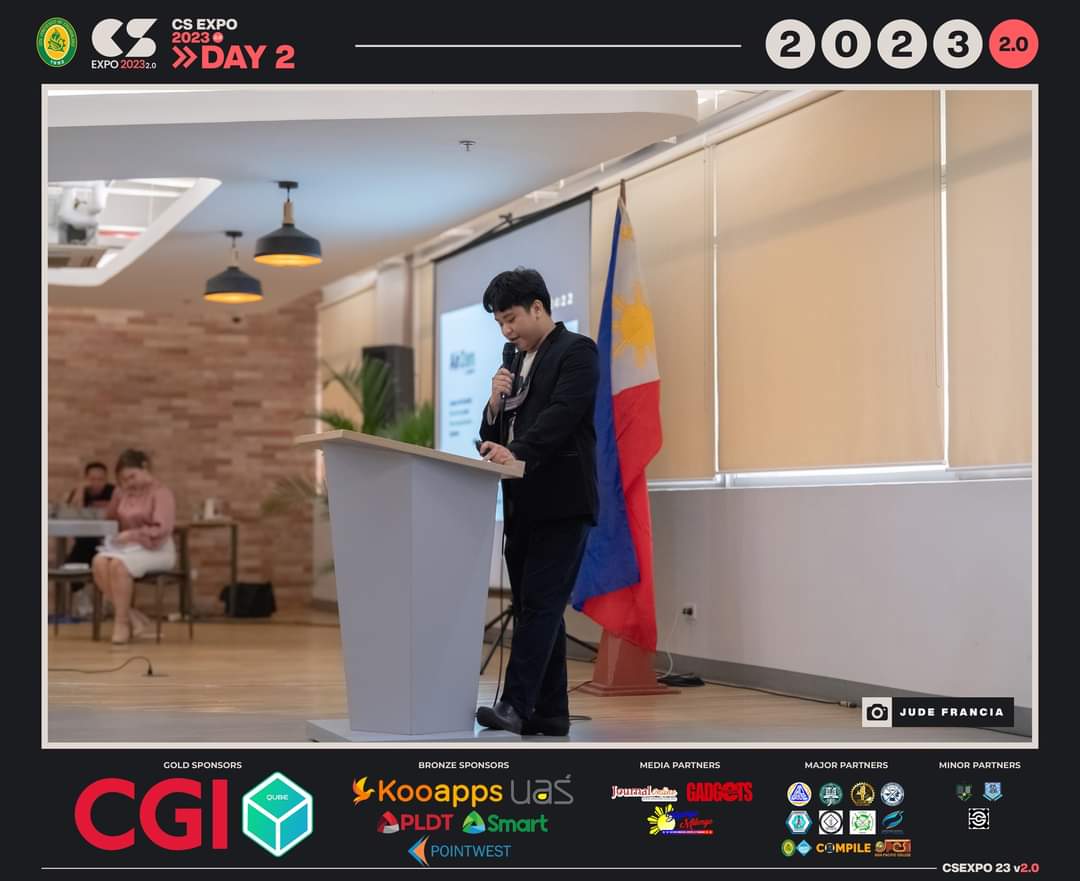 CS EXPO
2023 2.0
DAY 2
EXPO 2023 2.0
2 0 2 3 2.0
JUDE FRANCIA
GOLD SPONSORS
CGI
QUBE
BRONZE SPONSORS
Kooapps uaś
PLDT Smart
POINTWEST
MEDIA PARTNERS
Journal online GADGETS
MAJOR PARTNERS
COMPILE
MINOR PARTNERS
CSEXPO 23 v2.0